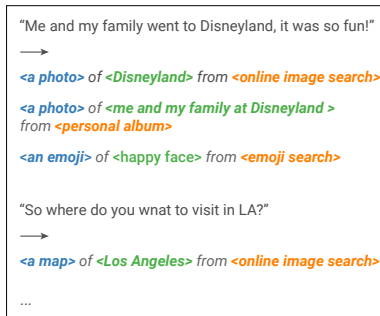 “Me and my family went to Disneyland, it was so fun!”
<a photo> of <Disneyland> from <online image search>
<a photo> of <me and my family at Disneyland >
from <personal album>
<an emoji> of <happy face> from <emoji search>
“So where do you wnat to visit in LA?”
<a map> of <Los Angeles> from <online image search>
...